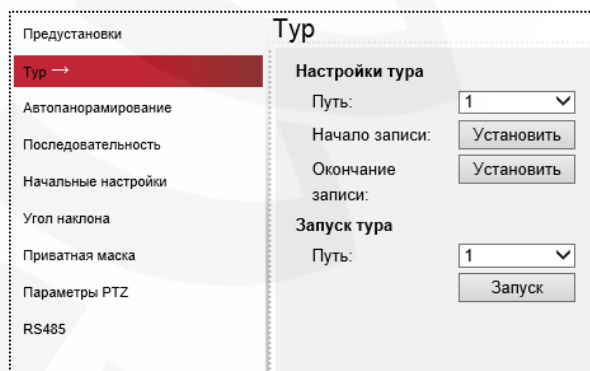 Предустановки
Тур →
Автопанорамирование
Последовательность
Начальные настройки
Угол наклона
Приватная маска
Параметры PTZ
RS485
Тур
Настройки тура
Путь: 1
Начало записи: Установить
Окончание Установить
записи:
Запуск тура
Путь: 1
Запуск